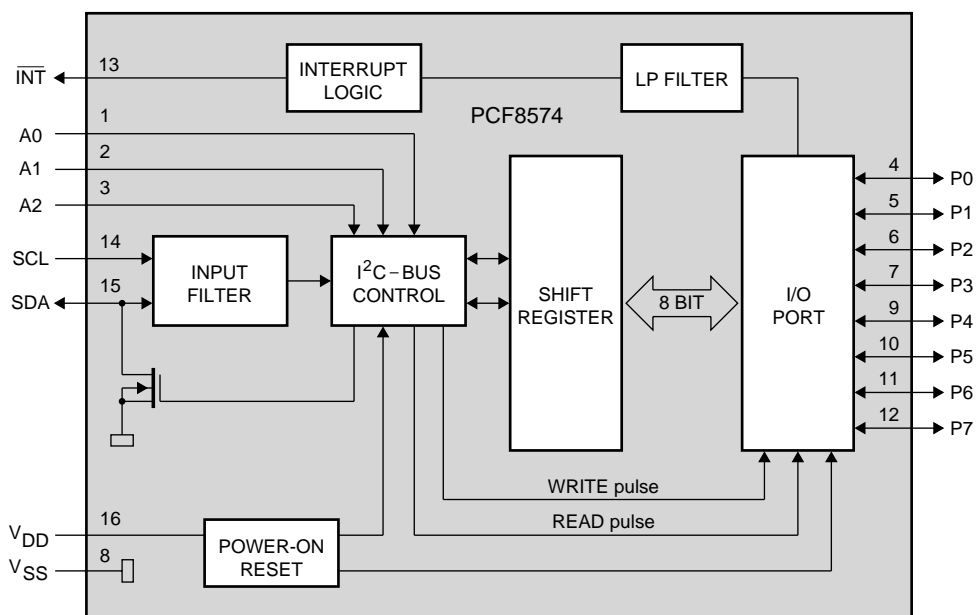 INT
13
INTERRUPT
LOGIC
LP FILTER
PCF8574
A0
1
A1
2
A2
3
SCL
14
SDA
15
INPUT
FILTER
I²C–BUS
CONTROL
SHIFT
REGISTER
8 BIT
I/O
PORT
4
P0
5
P1
6
P2
7
P3
9
P4
10
P5
11
P6
12
P7
WRITE pulse
READ pulse
VDD
16
VSS
8
POWER-ON
RESET